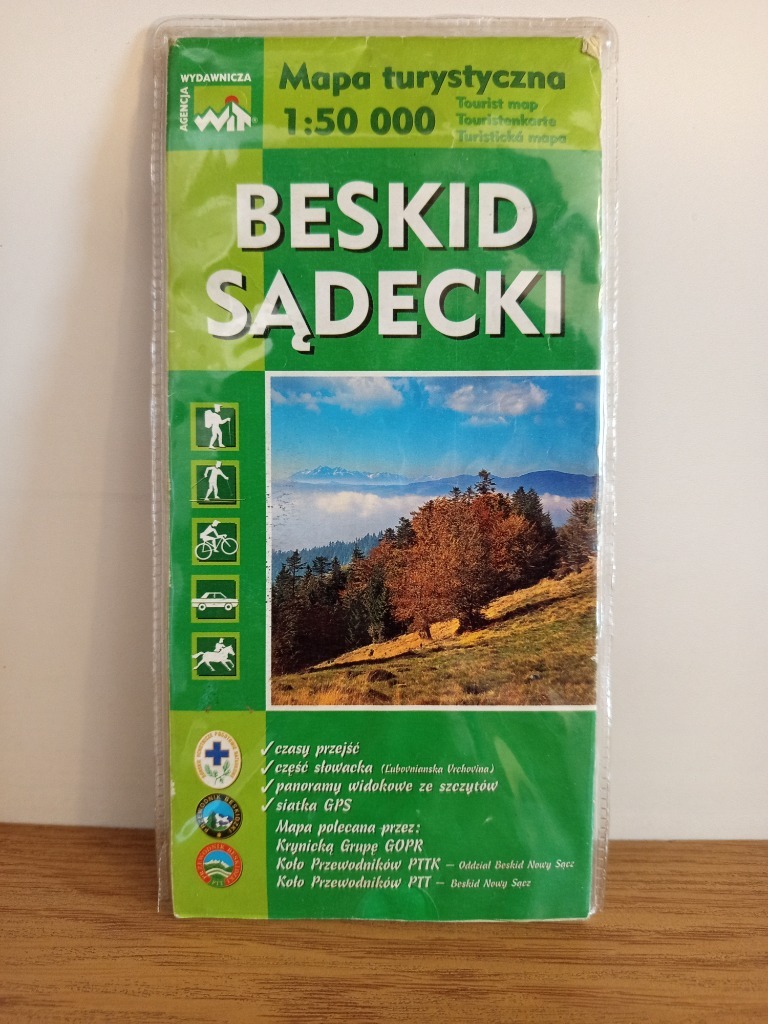 AGENCJA
WYDAWNICZA
WiT
Mapa turystyczna
1:50 000
Tourist map
Touristenkarte
Turistická mapa
BESKID
SĄDECKI
✓ czasy przejść
✓ część słowacka (Ľubovnianska Vrchovina)
✓ panoramy widokowe ze szczytów
✓ siatka GPS
Mapa polecana przez:
Krynicką Grupę GOPR
Koło Przewodników PTTK – Oddział Beskid Nowy Sącz
Koło Przewodników PTT – Beskid Nowy Sącz